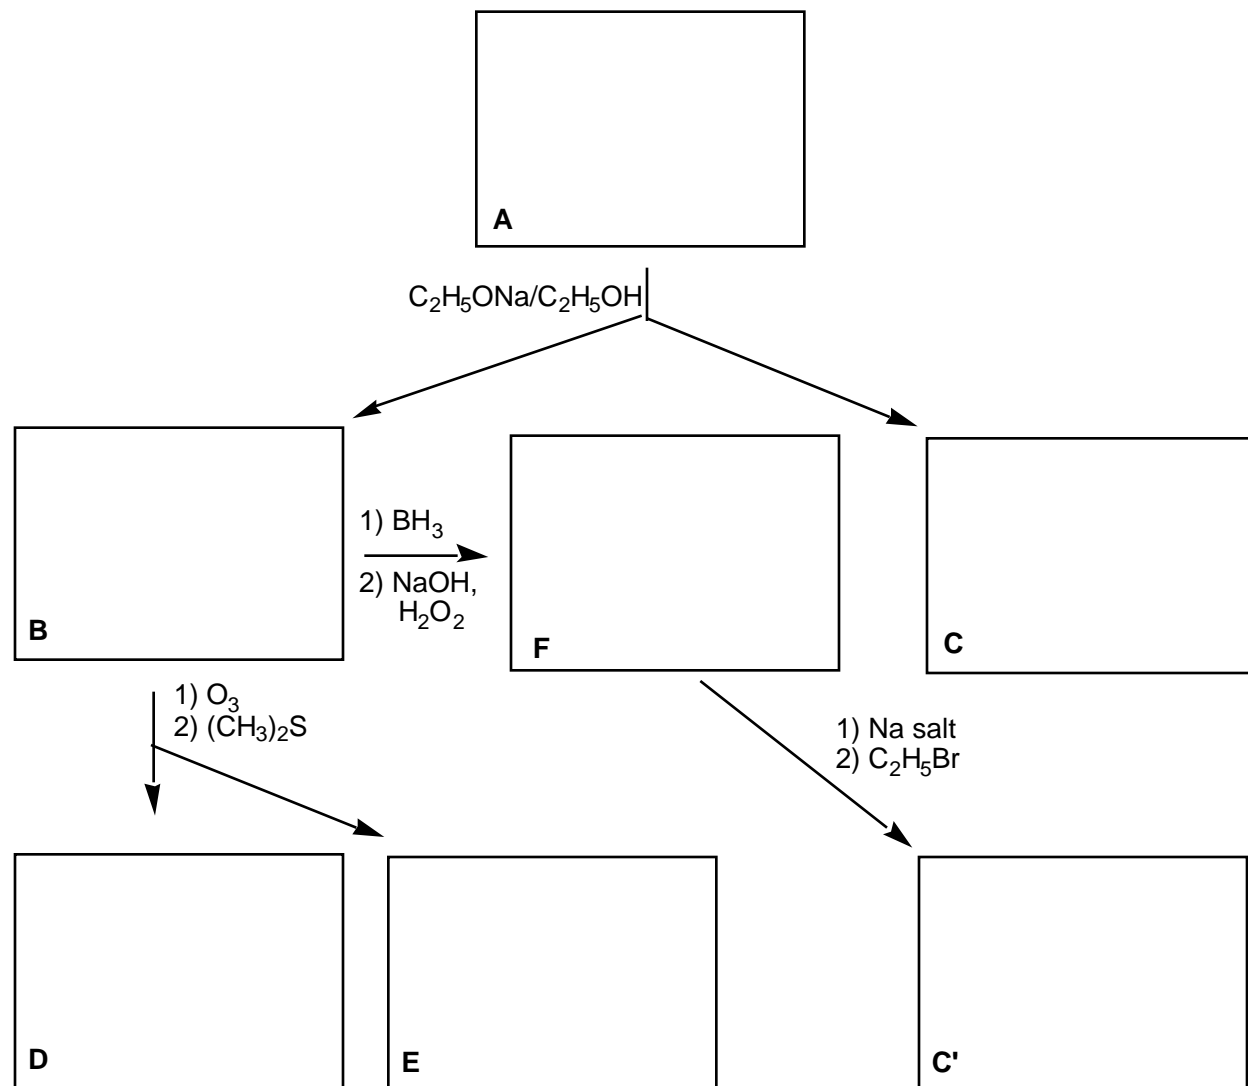 A
C2H5ONa/C2H5OH
B
1) BH3
2) NaOH,
H2O2
F
C
1) O3
2) (CH3)2S
1) Na salt
2) C2H5Br
D
E
C'